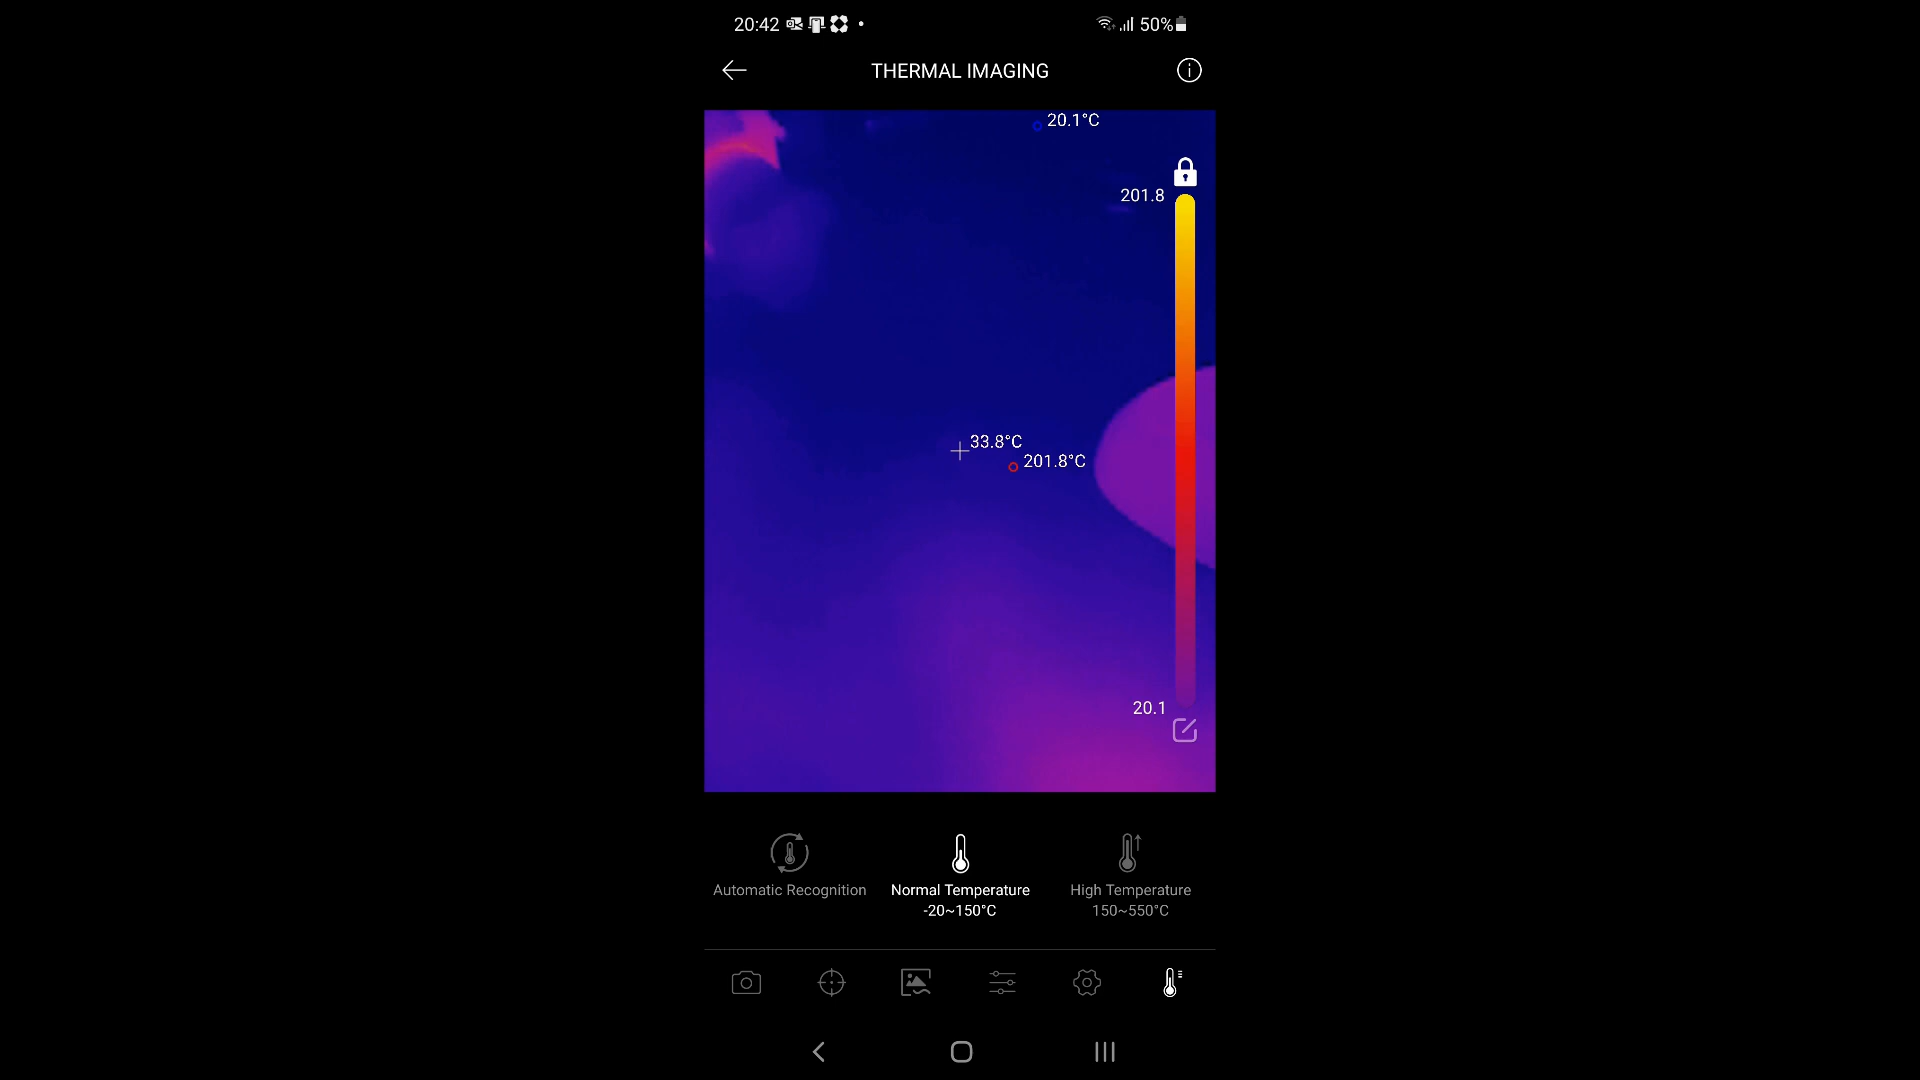 20:42
50%
THERMAL IMAGING
20.1°C
201.8
33.8°C
201.8°C
20.1
Automatic Recognition
Normal Temperature
-20~150°C
High Temperature
150~550°C